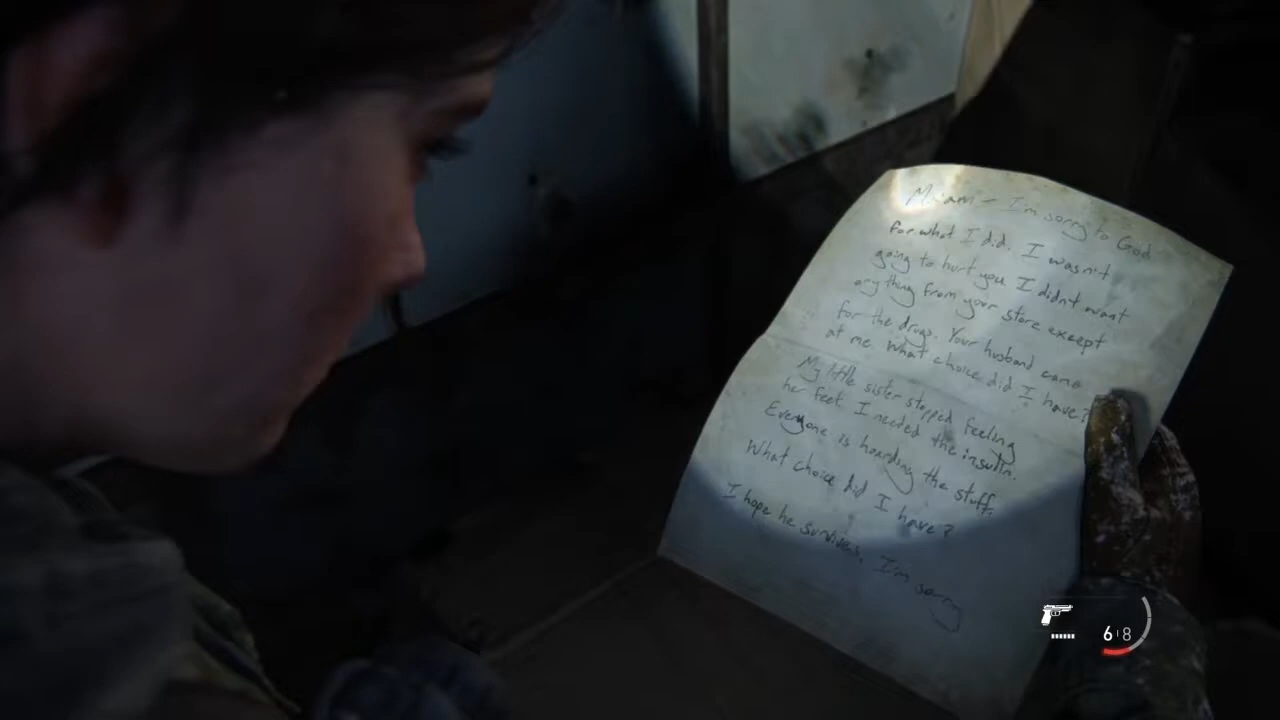 Miriam - I'm sorry to God
for what I did. I wasn't
going to hurt you I didn't want
anything from your store except
for the drugs. Your husband came
at me. What choice did I have?
My little sister stopped feeling
her feet. I needed the insulin.
Everyone is hoarding the stuff.
What choice did I have?
I hope he survives. I'm sorry
6 8